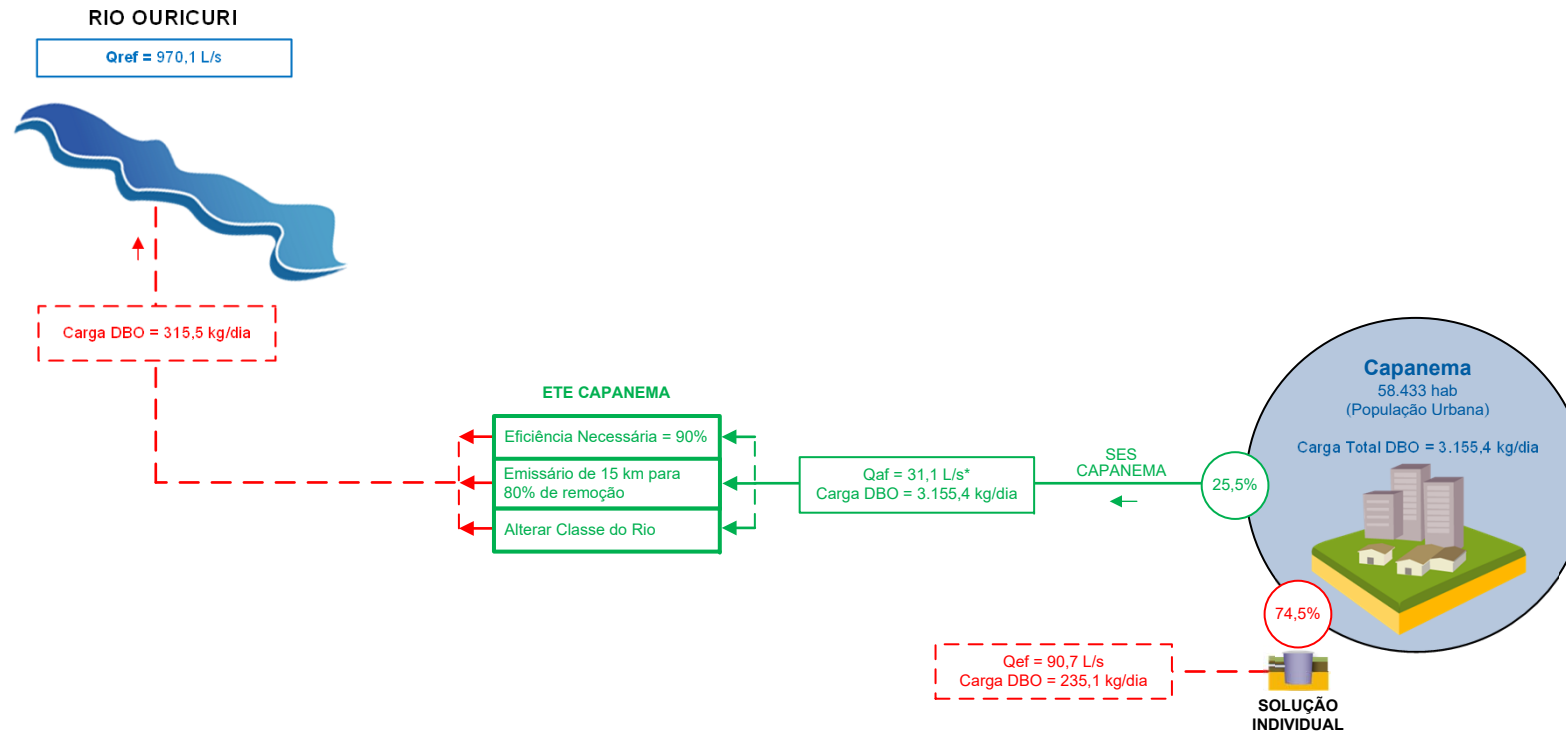 RIO OURICURI
Qref = 970,1 L/s
Carga DBO = 315,5 kg/dia
ETE CAPANEMA
Eficiência Necessária = 90%
Emissário de 15 km para
80% de remoção
Alterar Classe do Rio
Qaf = 31,1 L/s*
Carga DBO = 3.155,4 kg/dia
SES
CAPANEMA
25,5%
Capanema
58.433 hab
(População Urbana)
Carga Total DBO = 3.155,4 kg/dia
74,5%
Qef = 90,7 L/s
Carga DBO = 235,1 kg/dia
SOLUÇÃO
INDIVIDUAL